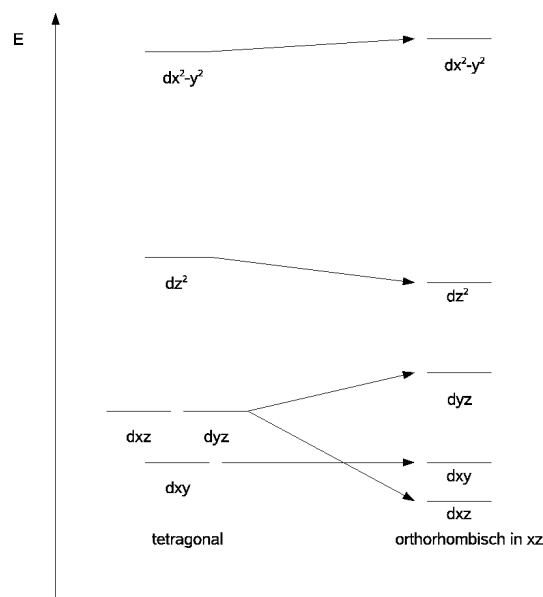 E
dx²-y²
dx²-y²
dz²
dz²
dyz
dxz dyz
dxy
dxy
dxz
tetragonal
orthorhombisch in xz